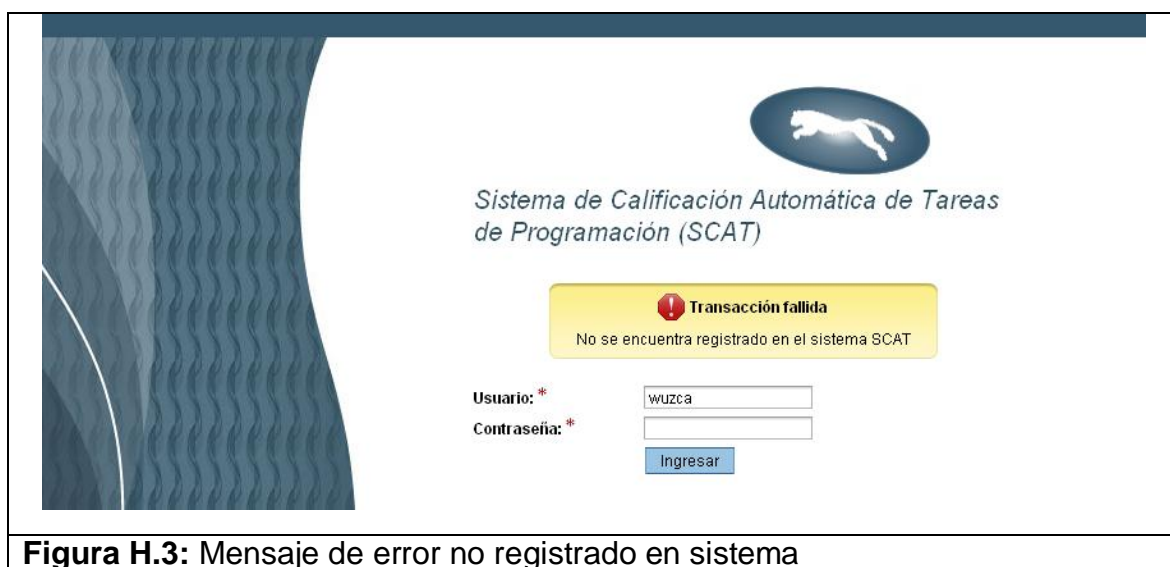 Sistema de Calificación Automática de Tareas
de Programación (SCAT)
Transacción fallida
No se encuentra registrado en el sistema SCAT
Usuario: * wuzca
Contraseña: *
Ingresar
Figura H.3: Mensaje de error no registrado en sistema